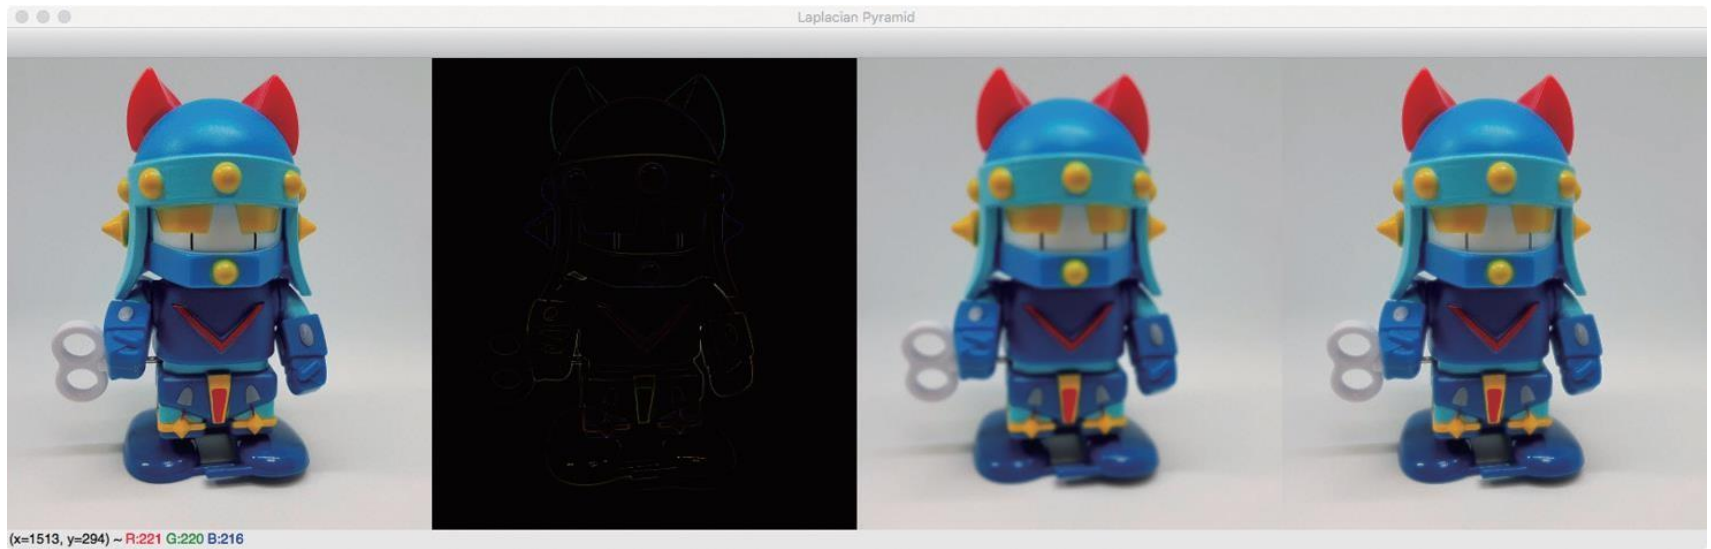 Laplacian Pyramid
(x=1513, y=294) ~ R:221 G:220 B:216